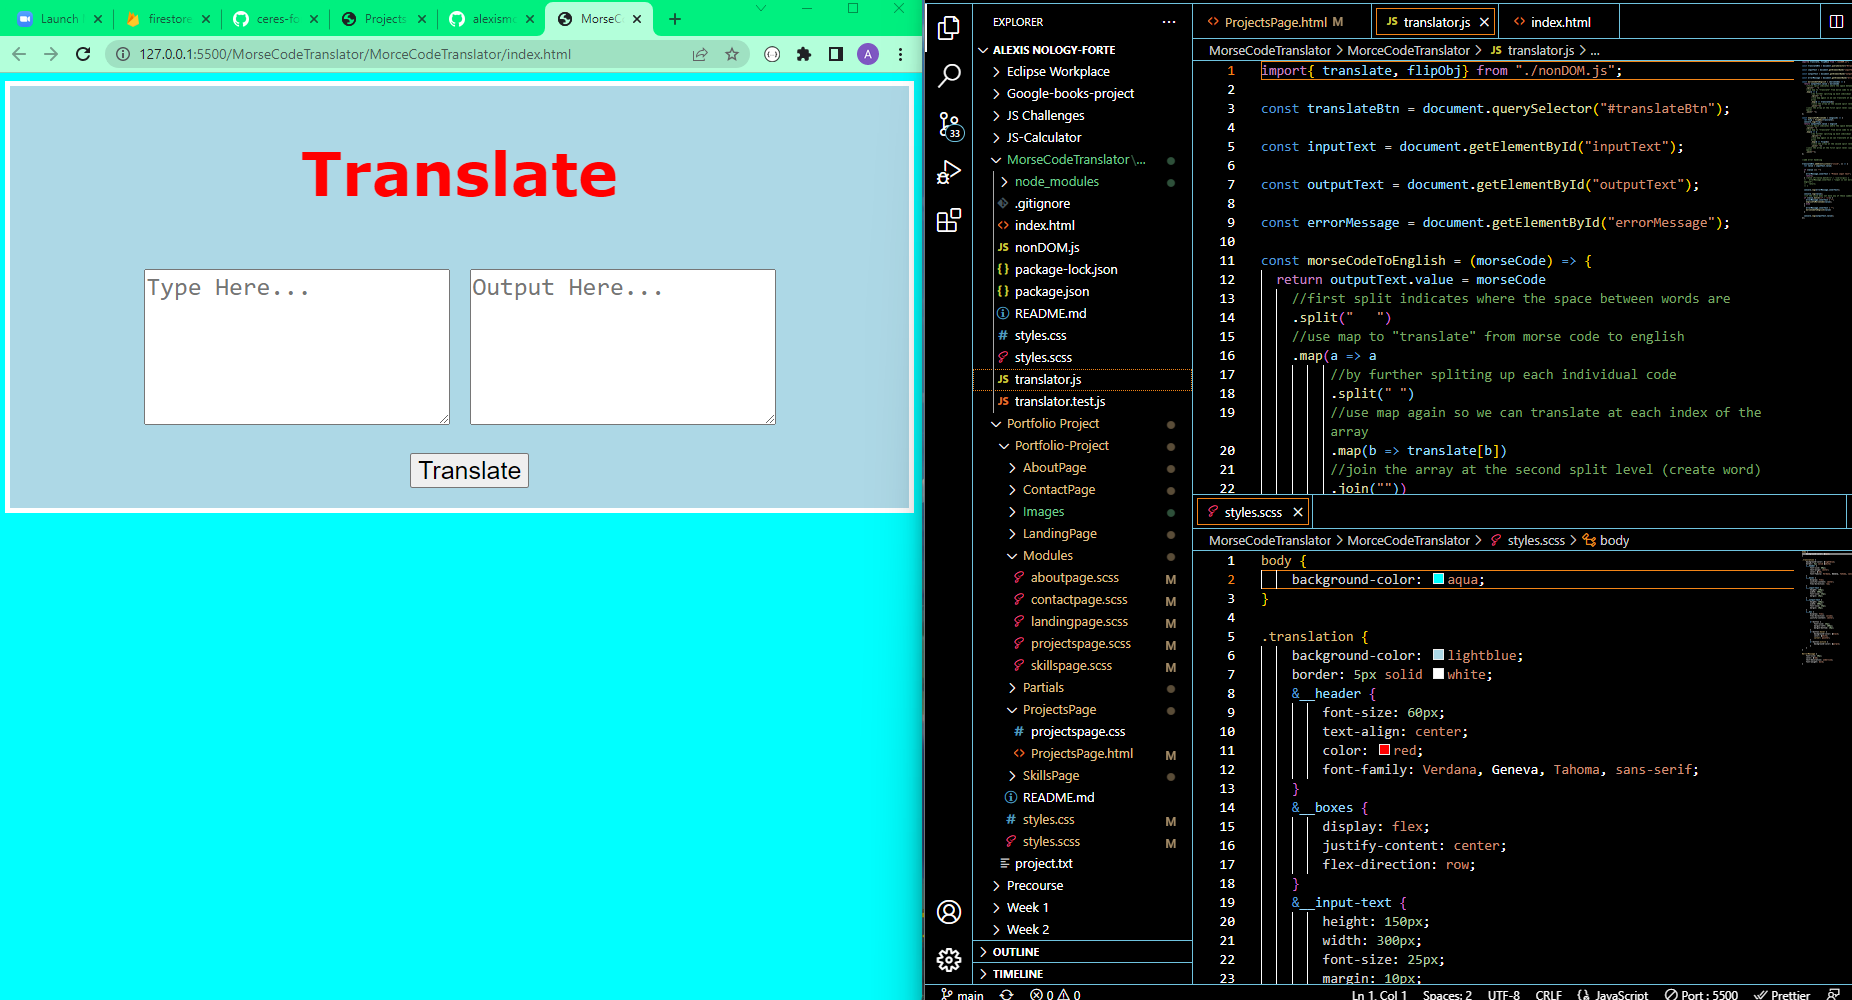 Launch
firestore
ceres-fo
Projects
alexismo
MorseC
127.0.0.1:5500/MorseCodeTranslator/MorceCodeTranslator/index.html
A
Translate
Type Here...
Output Here...
Translate
33
EXPLORER
ALEXIS NOLOGY-FORTE
Eclipse Workplace
Google-books-project
JS Challenges
JS-Calculator
MorseCodeTranslator\...
node_modules
.gitignore
index.html
JS nonDOM.js
{} package-lock.json
{} package.json
README.md
# styles.css
styles.scss
JS translator.js
JS translator.test.js
Portfolio Project
Portfolio-Project
AboutPage
ContactPage
Images
LandingPage
Modules
aboutpage.scss M
contactpage.scss M
landingpage.scss M
projectspage.scss M
skillspage.scss M
Partials
ProjectsPage
# projectspage.css
<> ProjectsPage.html M
SkillsPage
README.md
# styles.css M
styles.scss M
project.txt
Precourse
Week 1
Week 2
OUTLINE
TIMELINE
<> ProjectsPage.html M
JS translator.js
<> index.html
MorseCodeTranslator > MorceCodeTranslator > JS translator.js > ...
1 import{ translate, flipObj} from "./nonDOM.js";
2
3 const translateBtn = document.querySelector("#translateBtn");
4
5 const inputText = document.getElementById("inputText");
6
7 const outputText = document.getElementById("outputText");
8
9 const errorMessage = document.getElementById("errorMessage");
10
11 const morseCodeToEnglish = (morseCode) => {
12 return outputText.value = morseCode
13 //first split indicates where the space between words are
14 .split("   ")
15 //use map to "translate" from morse code to english
16 .map(a => a
17 //by further spliting up each individual code
18 .split(" ")
19 //use map again so we can translate at each index of the
array
20 .map(b => translate[b])
21 //join the array at the second split level (create word)
22 .join(""))
styles.scss
MorseCodeTranslator > MorceCodeTranslator > styles.scss > body
1 body {
2 background-color: aqua;
3 }
4
5 .translation {
6 background-color: lightblue;
7 border: 5px solid white;
8 &__header {
9 font-size: 60px;
10 text-align: center;
11 color: red;
12 font-family: Verdana, Geneva, Tahoma, sans-serif;
13 }
14 &__boxes {
15 display: flex;
16 justify-content: center;
17 flex-direction: row;
18 }
19 &__input-text {
20 height: 150px;
21 width: 300px;
22 font-size: 25px;
23 margin: 10px;
main
0 0
Ln 1, Col 1
Spaces: 2
UTF-8
CRLF
{} JavaScript
Port : 5500
Prettier